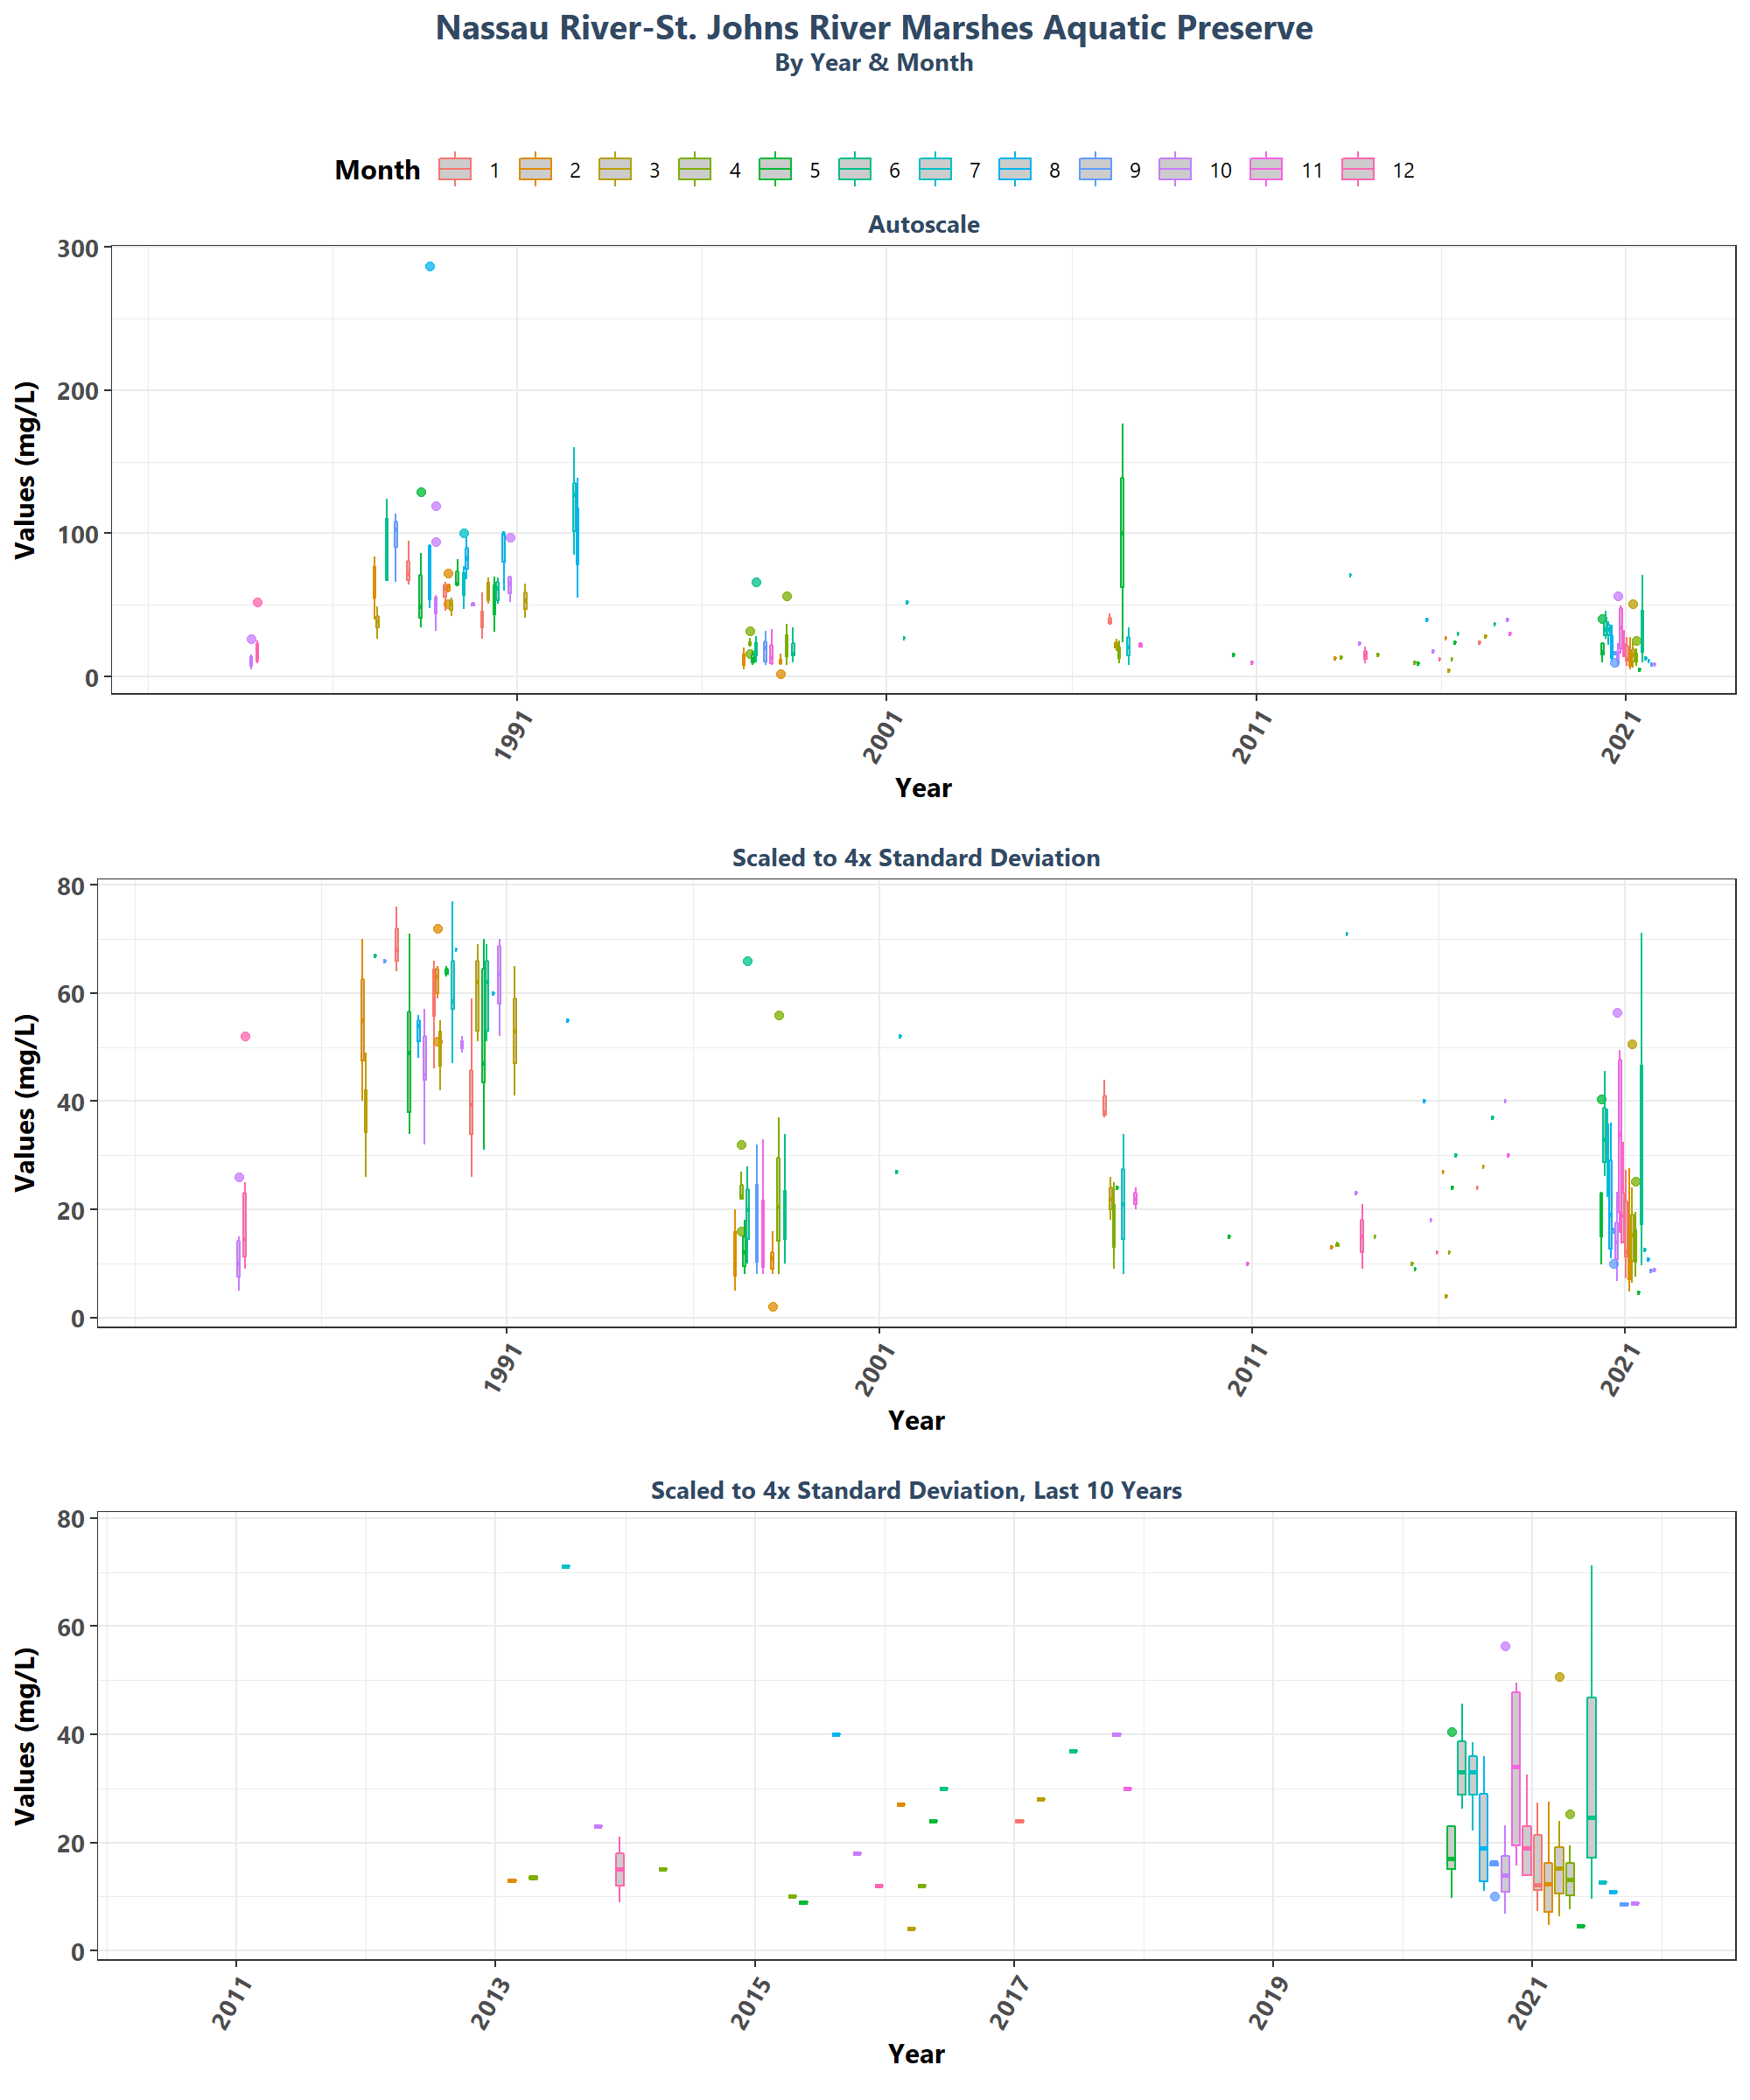 Nassau River-St. Johns River Marshes Aquatic Preserve
By Year & Month
Month 1 2 3 4 5 6 7 8 9 10 11 12
Autoscale
Values (mg/L)
300
200
100
0
1991 2001 2011 2021
Year
Scaled to 4x Standard Deviation
Values (mg/L)
80
60
40
20
0
1991 2001 2011 2021
Year
Scaled to 4x Standard Deviation, Last 10 Years
Values (mg/L)
80
60
40
20
0
2011 2013 2015 2017 2019 2021
Year